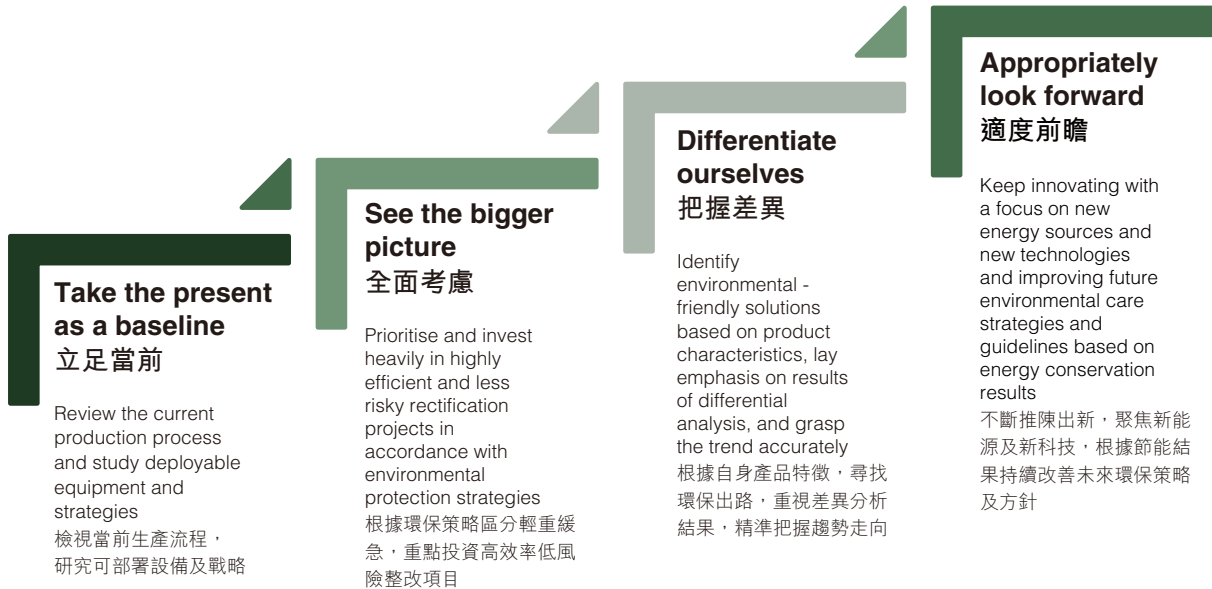 Take the present
as a baseline
立足當前
Review the current
production process
and study deployable
equipment and
strategies
檢視當前生產流程，
研究可部署設備及戰略
See the bigger
picture
全面考慮
Prioritise and invest
heavily in highly
efficient and less
risky rectification
projects in
accordance with
environmental
protection strategies
根據環保策略區分輕重緩
急，重點投資高效率低風
險整改項目
Differentiate
ourselves
把握差異
Identify
environmental -
friendly solutions
based on product
characteristics, lay
emphasis on results
of differential
analysis, and grasp
the trend accurately
根據自身產品特徵，尋找
環保出路，重視差異分析
結果，精準把握趨勢走向
Appropriately
look forward
適度前瞻
Keep innovating with
a focus on new
energy sources and
new technologies
and improving future
environmental care
strategies and
guidelines based on
energy conservation
results
不斷推陳出新，聚焦新能
源及新科技，根據節能結
果持續改善未來環保策略
及方針